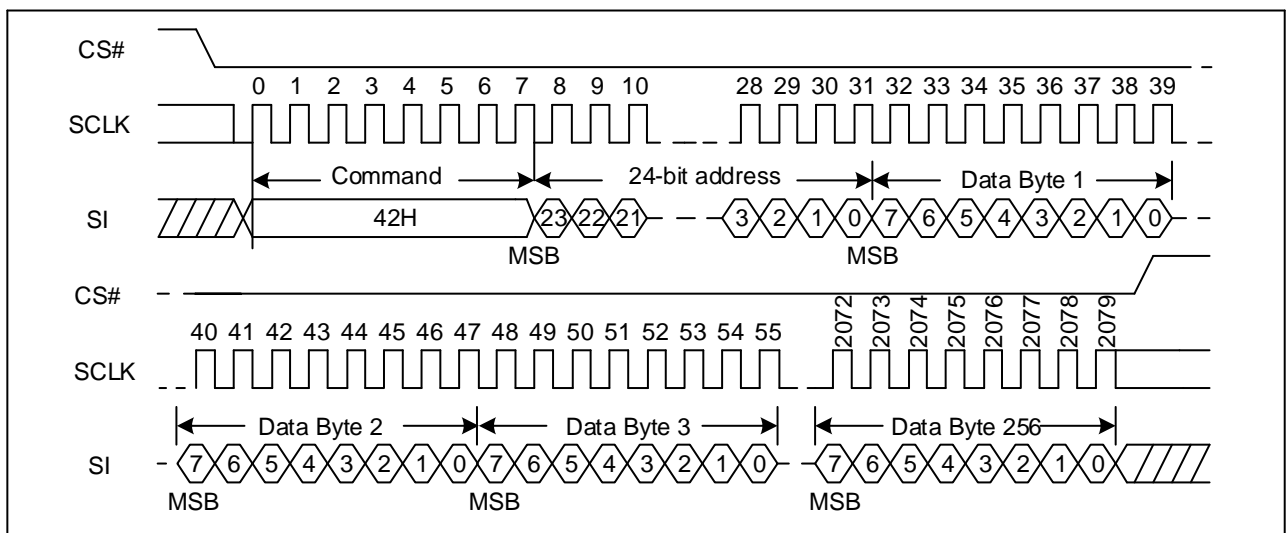 CS#
0 1 2 3 4 5 6 7 8 9 10 28 29 30 31 32 33 34 35 36 37 38 39
SCLK
Command 24-bit address Data Byte 1
SI 42H 23 22 21 3 2 1 0 7 6 5 4 3 2 1 0
MSB MSB
CS#
40 41 42 43 44 45 46 47 48 49 50 51 52 53 54 55 2072 2073 2074 2075 2076 2077 2078 2079
SCLK
Data Byte 2 Data Byte 3 Data Byte 256
SI 7 6 5 4 3 2 1 0 7 6 5 4 3 2 1 0 7 6 5 4 3 2 1 0
MSB MSB MSB